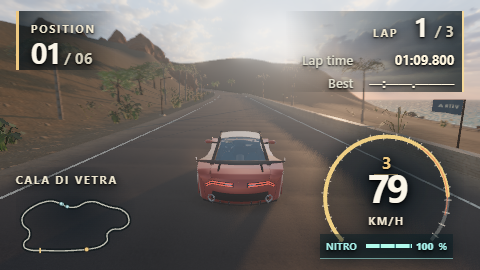 POSITION
01 / 06
LAP 1 / 3
Lap time 01:09.800
Best --:--.---
CALA DI VETRA
3
79
KM/H
NITRO 100 %